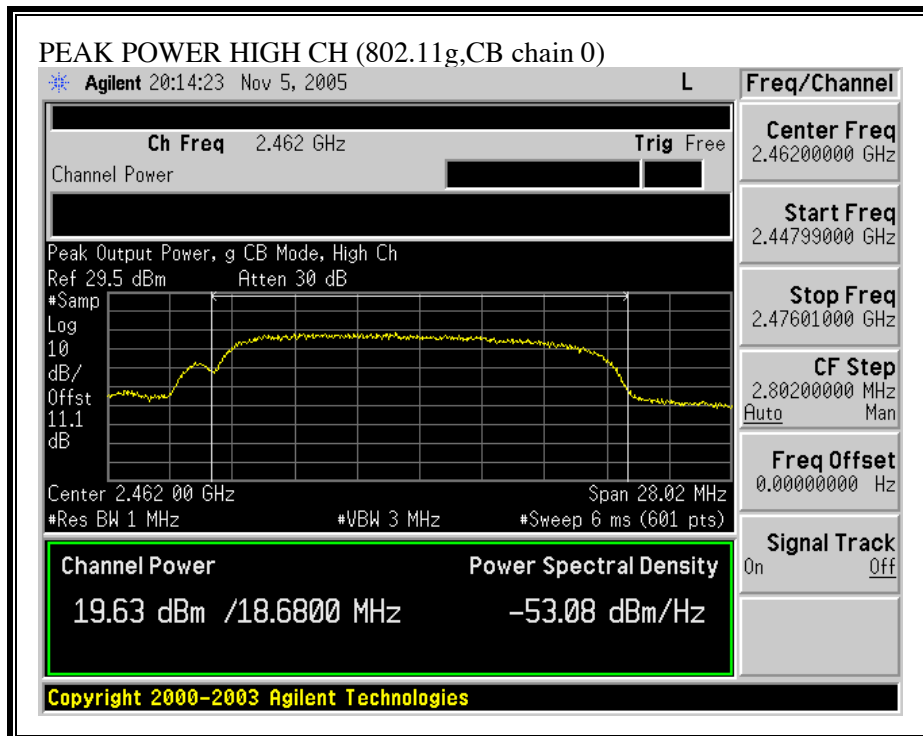 PEAK POWER HIGH CH (802.11g,CB chain 0)
Agilent 20:14:23 Nov 5, 2005 L
Freq/Channel
Ch Freq 2.462 GHz Trig Free
Channel Power
Center Freq
2.46200000 GHz
Start Freq
2.44799000 GHz
Stop Freq
2.47601000 GHz
CF Step
2.80200000 MHz
Auto Man
Freq Offset
0.00000000 Hz
Signal Track
On Off
Peak Output Power, g CB Mode, High Ch
Ref 29.5 dBm Atten 30 dB
#Samp
Log
10
dB/
Offst
11.1
dB
Center 2.462 00 GHz Span 28.02 MHz
#Res BW 1 MHz #VBW 3 MHz #Sweep 6 ms (601 pts)
Channel Power Power Spectral Density
19.63 dBm /18.6800 MHz -53.08 dBm/Hz
Copyright 2000-2003 Agilent Technologies